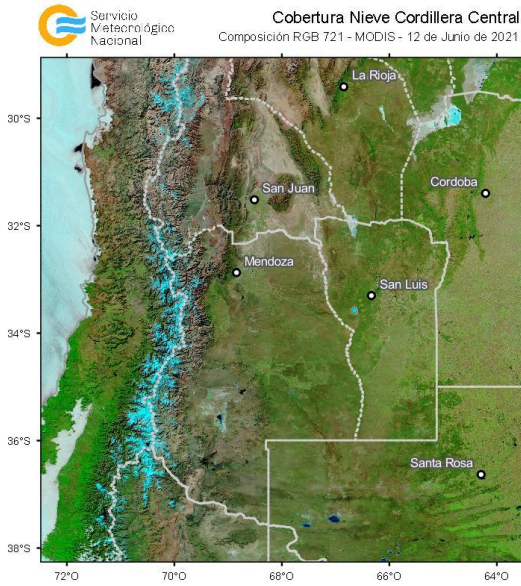 Servicio
Meteorológico
Nacional
Cobertura Nieve Cordillera Central
Composición RGB 721 - MODIS - 12 de Junio de 2021
La Rioja
30°S
San Juan
Cordoba
32°S
Mendoza
San Luis
34°S
36°S
Santa Rosa
38°S
72°O
70°O
68°O
66°O
64°O